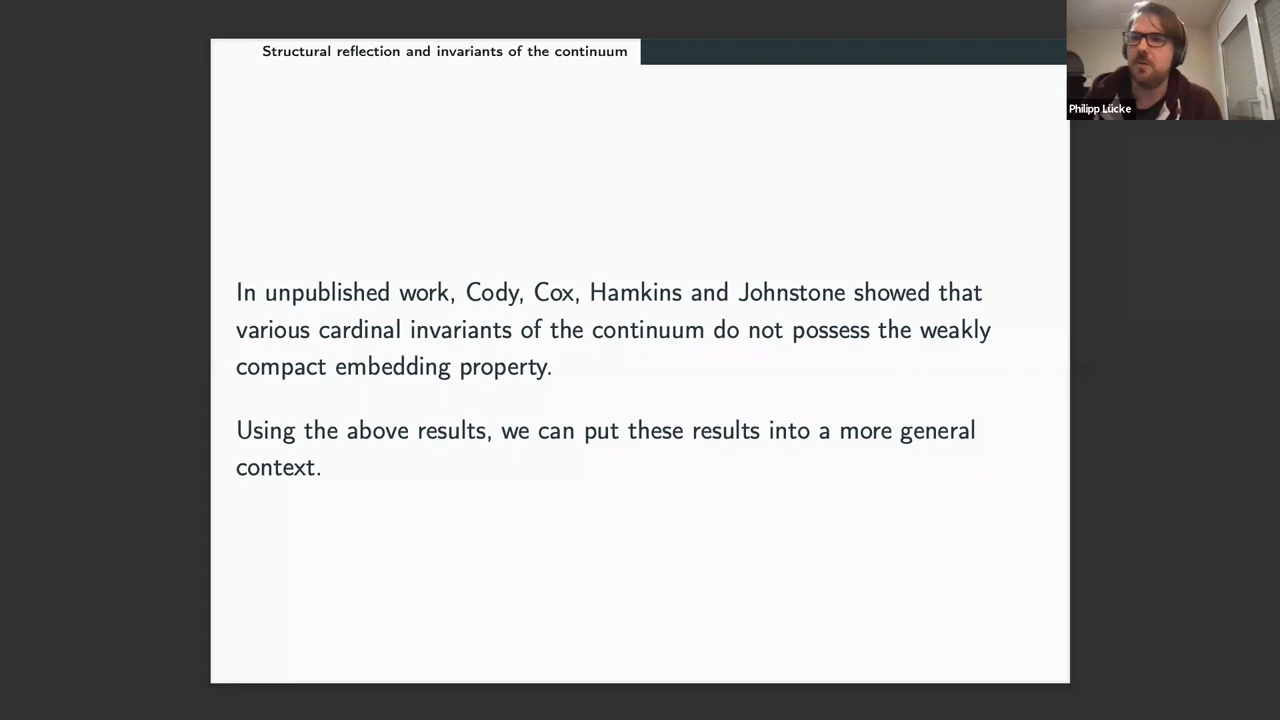 Structural reflection and invariants of the continuum
Philipp Lücke
In unpublished work, Cody, Cox, Hamkins and Johnstone showed that
various cardinal invariants of the continuum do not possess the weakly
compact embedding property.
Using the above results, we can put these results into a more general
context.